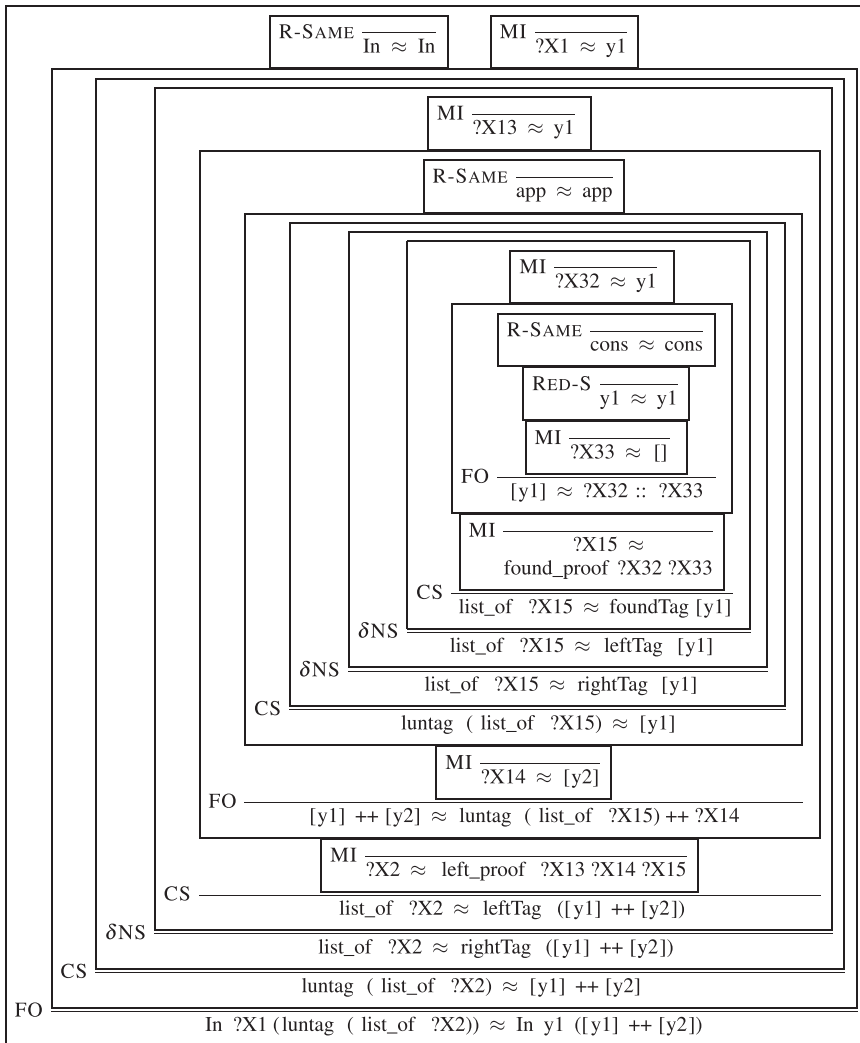 R-SAME In ≈ In MI ?X1 ≈ y1
MI ?X13 ≈ y1
R-SAME app ≈ app
MI ?X32 ≈ y1
R-SAME cons ≈ cons
RED-S y1 ≈ y1
MI ?X33 ≈ []
FO [y1] ≈ ?X32 :: ?X33
MI ?X15 ≈
found_proof ?X32 ?X33
CS list_of ?X15 ≈ foundTag [y1]
δNS list_of ?X15 ≈ leftTag [y1]
δNS list_of ?X15 ≈ rightTag [y1]
CS luntag ( list_of ?X15) ≈ [y1]
MI ?X14 ≈ [y2]
FO [y1] ++ [y2] ≈ luntag ( list_of ?X15) ++ ?X14
MI ?X2 ≈ left_proof ?X13 ?X14 ?X15
CS list_of ?X2 ≈ leftTag ([y1] ++ [y2])
δNS list_of ?X2 ≈ rightTag ([y1] ++ [y2])
CS luntag ( list_of ?X2) ≈ [y1] ++ [y2]
FO In ?X1 (luntag ( list_of ?X2)) ≈ In y1 ([y1] ++ [y2])